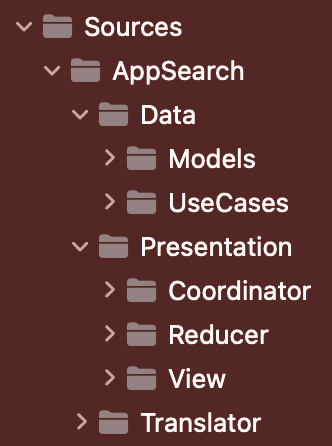 Sources
AppSearch
Data
Models
UseCases
Presentation
Coordinator
Reducer
View
Translator